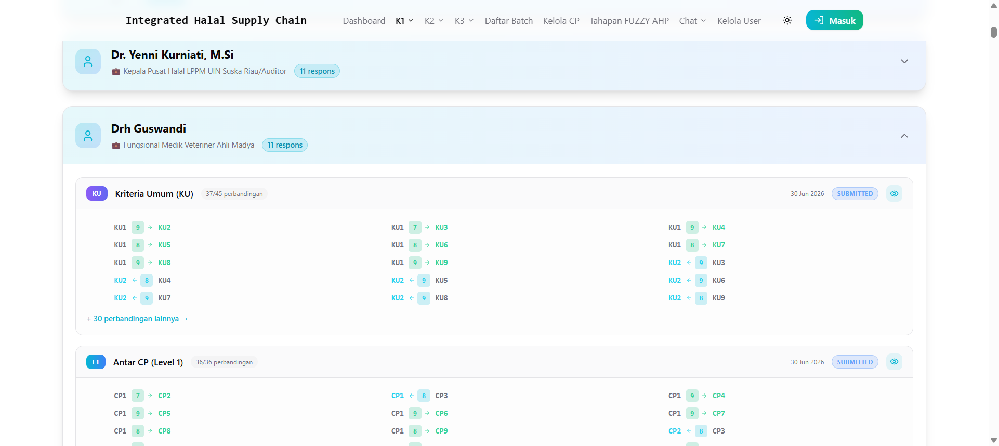 Integrated Halal Supply Chain Dashboard K1 K2 K3 Daftar Batch Kelola CP Tahapan FUZZY AHP Chat Kelola User Masuk
Dr. Yenni Kurniati, M.Si
Kepala Pusat Halal LPPM UIN Suska Riau/Auditor 11 respons
Drh Guswandi
Fungsional Medik Veteriner Ahli Madya 11 respons
KU Kriteria Umum (KU) 37/45 perbandingan 30 Jun 2026 SUBMITTED
KU1 9 → KU2 KU1 7 → KU3 KU1 9 → KU4
KU1 8 → KU5 KU1 8 → KU6 KU1 8 → KU7
KU1 9 → KU8 KU1 9 → KU9 KU2 ← 9 KU3
KU2 ← 8 KU4 KU2 ← 9 KU5 KU2 ← 9 KU6
KU2 ← 9 KU7 KU2 ← 9 KU8 KU2 ← 8 KU9
+ 30 perbandingan lainnya →
L1 Antar CP (Level 1) 36/36 perbandingan 30 Jun 2026 SUBMITTED
CP1 7 → CP2 CP1 ← 8 CP3 CP1 9 → CP4
CP1 9 → CP5 CP1 9 → CP6 CP1 9 → CP7
CP1 8 → CP8 CP1 8 → CP9 CP2 ← 8 CP3